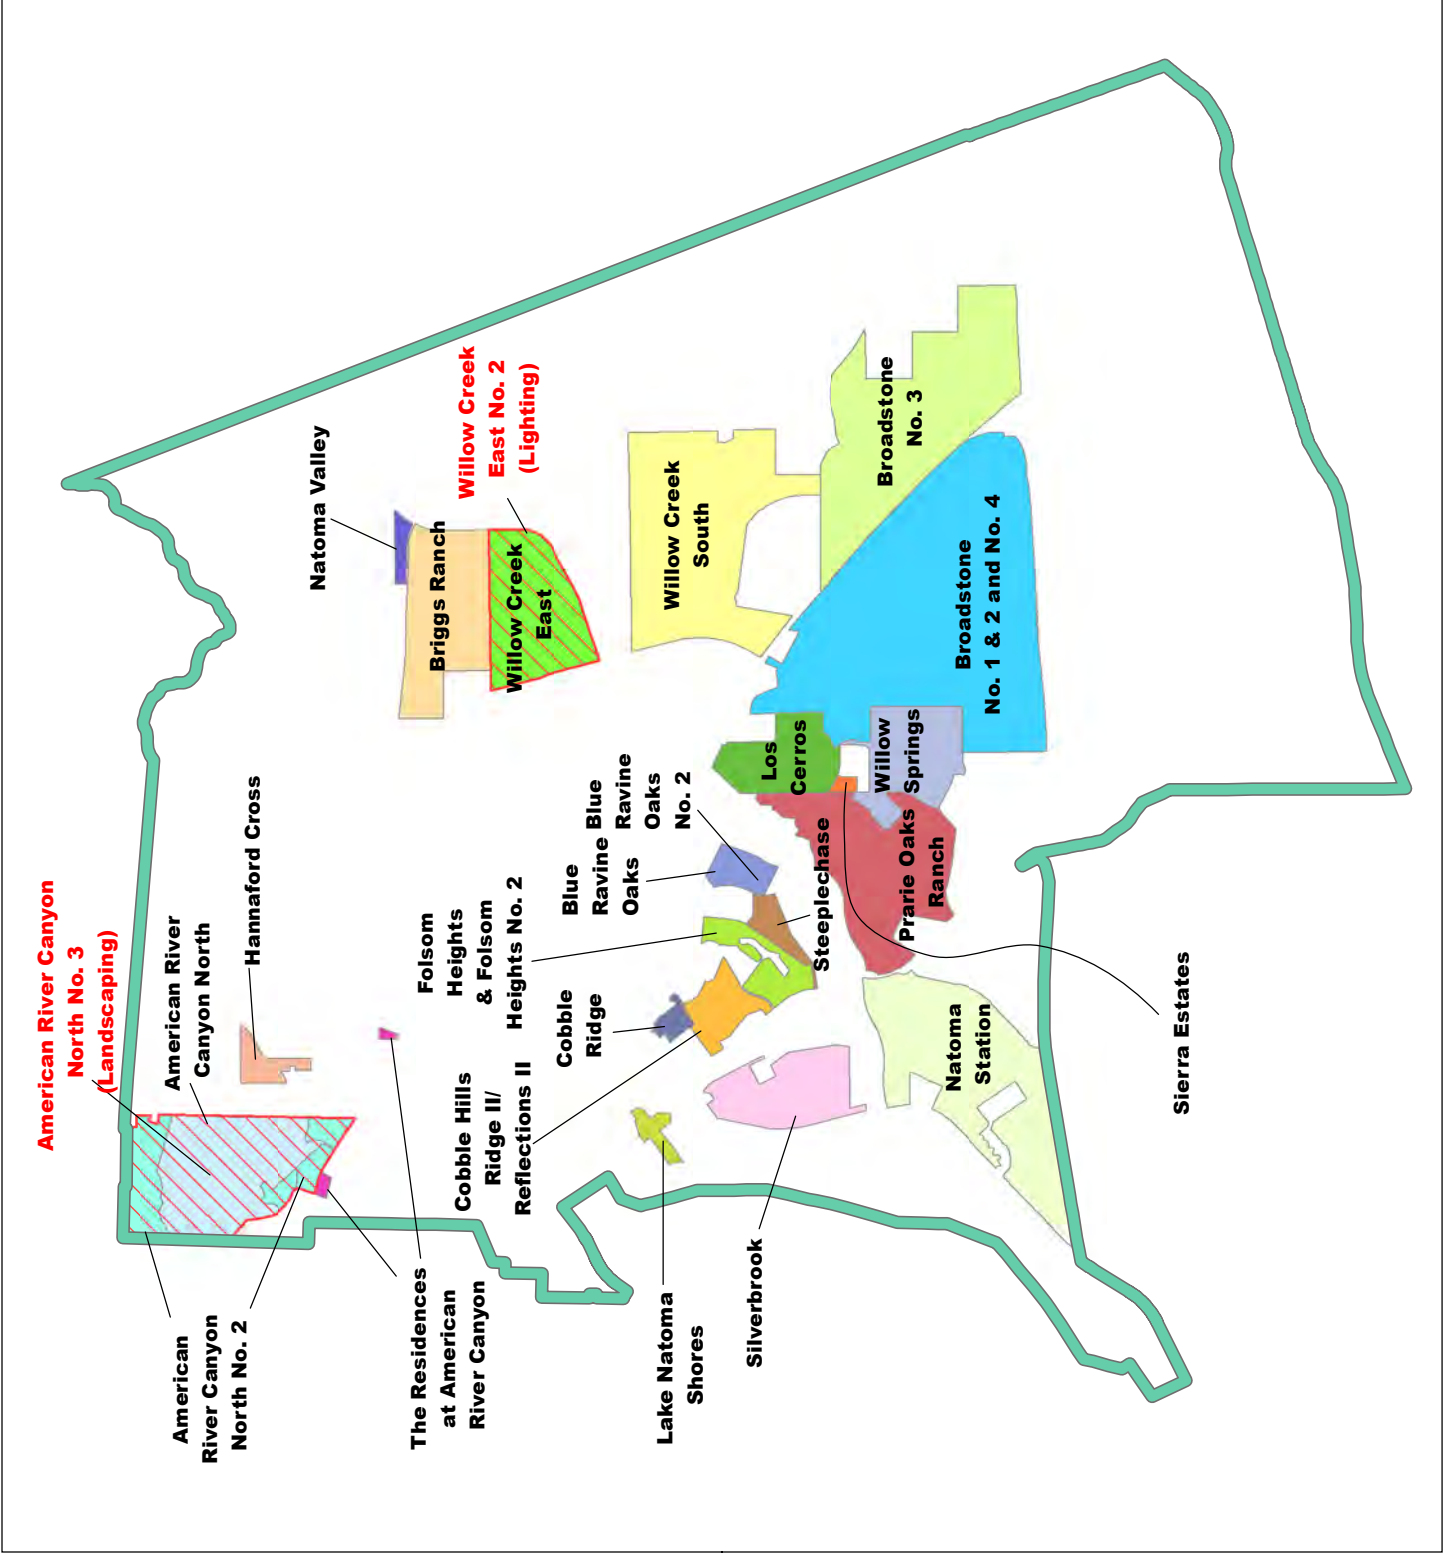 American River Canyon
North No. 3
(Landscaping)
American River
Canyon North
Hannaford Cross
American
River Canyon
North No. 2
The Residences
at American
River Canyon
Natoma Valley
Briggs Ranch
Willow Creek
East No. 2
(Lighting)
Willow Creek
East
Folsom
Heights
& Folsom
Heights No. 2
Cobble Hills
Ridge II/
Reflections II
Cobble
Ridge
Blue
Ravine
Oaks
Blue
Ravine
Oaks
No. 2
Lake Natoma
Shores
Silverbrook
Willow Creek
South
Los
Cerros
Steeplechase
Broadstone
No. 3
Willow
Springs
Prarie Oaks
Ranch
Broadstone
No. 1 & 2 and No. 4
Natoma
Station
Sierra Estates